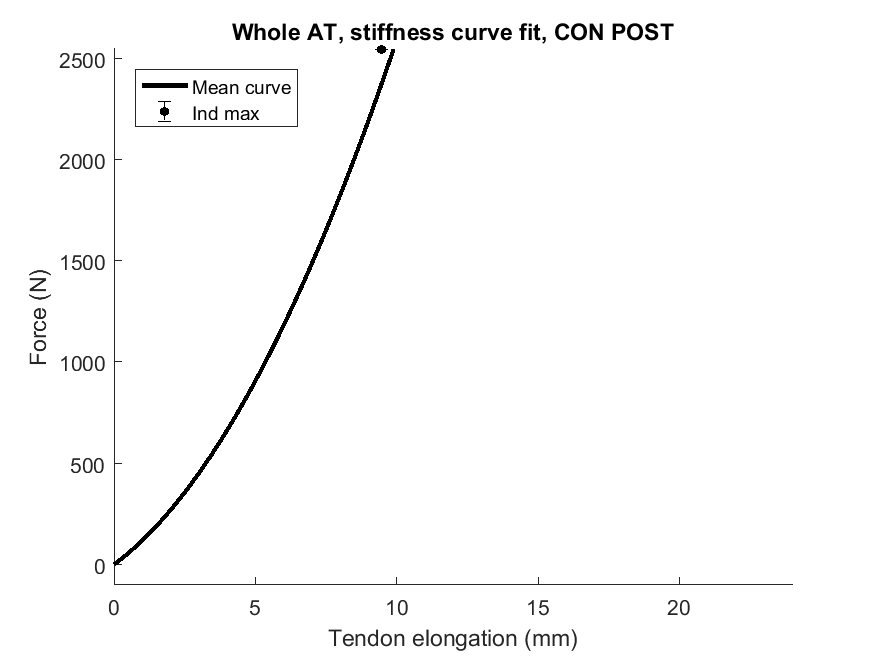 Whole AT, stiffness curve fit, CON POST
Mean curve
Ind max
Force (N)
2500
2000
1500
1000
500
0
0 5 10 15 20
Tendon elongation (mm)